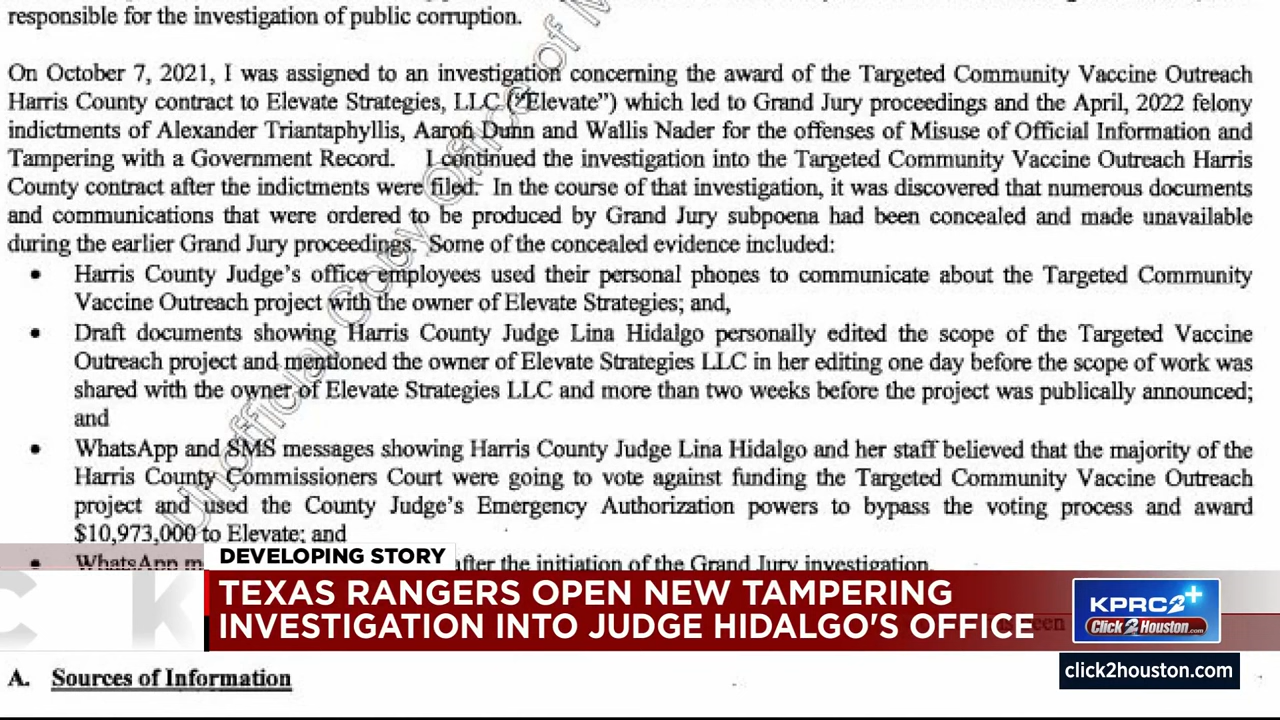 responsible for the investigation of public corruption.
On October 7, 2021, I was assigned to an investigation concerning the award of the Targeted Community Vaccine Outreach
Harris County contract to Elevate Strategies, LLC ("Elevate") which led to Grand Jury proceedings and the April, 2022 felony
indictments of Alexander Triantaphyllis, Aaron Dunn and Wallis Nader for the offenses of Misuse of Official Information and
Tampering with a Government Record. I continued the investigation into the Targeted Community Vaccine Outreach Harris
County contract after the indictments were filed. In the course of that investigation, it was discovered that numerous documents
and communications that were ordered to be produced by Grand Jury subpoena had been concealed and made unavailable
during the earlier Grand Jury proceedings. Some of the concealed evidence included:
• Harris County Judge's office employees used their personal phones to communicate about the Targeted Community
Vaccine Outreach project with the owner of Elevate Strategies; and,
• Draft documents showing Harris County Judge Lina Hidalgo personally edited the scope of the Targeted Vaccine
Outreach project and mentioned the owner of Elevate Strategies LLC in her editing one day before the scope of work was
shared with the owner of Elevate Strategies LLC and more than two weeks before the project was publically announced;
and
• WhatsApp and SMS messages showing Harris County Judge Lina Hidalgo and her staff believed that the majority of the
Harris County Commissioners Court were going to vote against funding the Targeted Community Vaccine Outreach
project and used the County Judge's Emergency Authorization powers to bypass the voting process and award
$10,973,000 to Elevate; and
• WhatsApp after the initiation of the Grand Jury investigation.
Unofficial Copy Office of M
DEVELOPING STORY
TEXAS RANGERS OPEN NEW TAMPERING
INVESTIGATION INTO JUDGE HIDALGO'S OFFICE
KPRC2+
Click2Houston.com
click2houston.com
A. Sources of Information